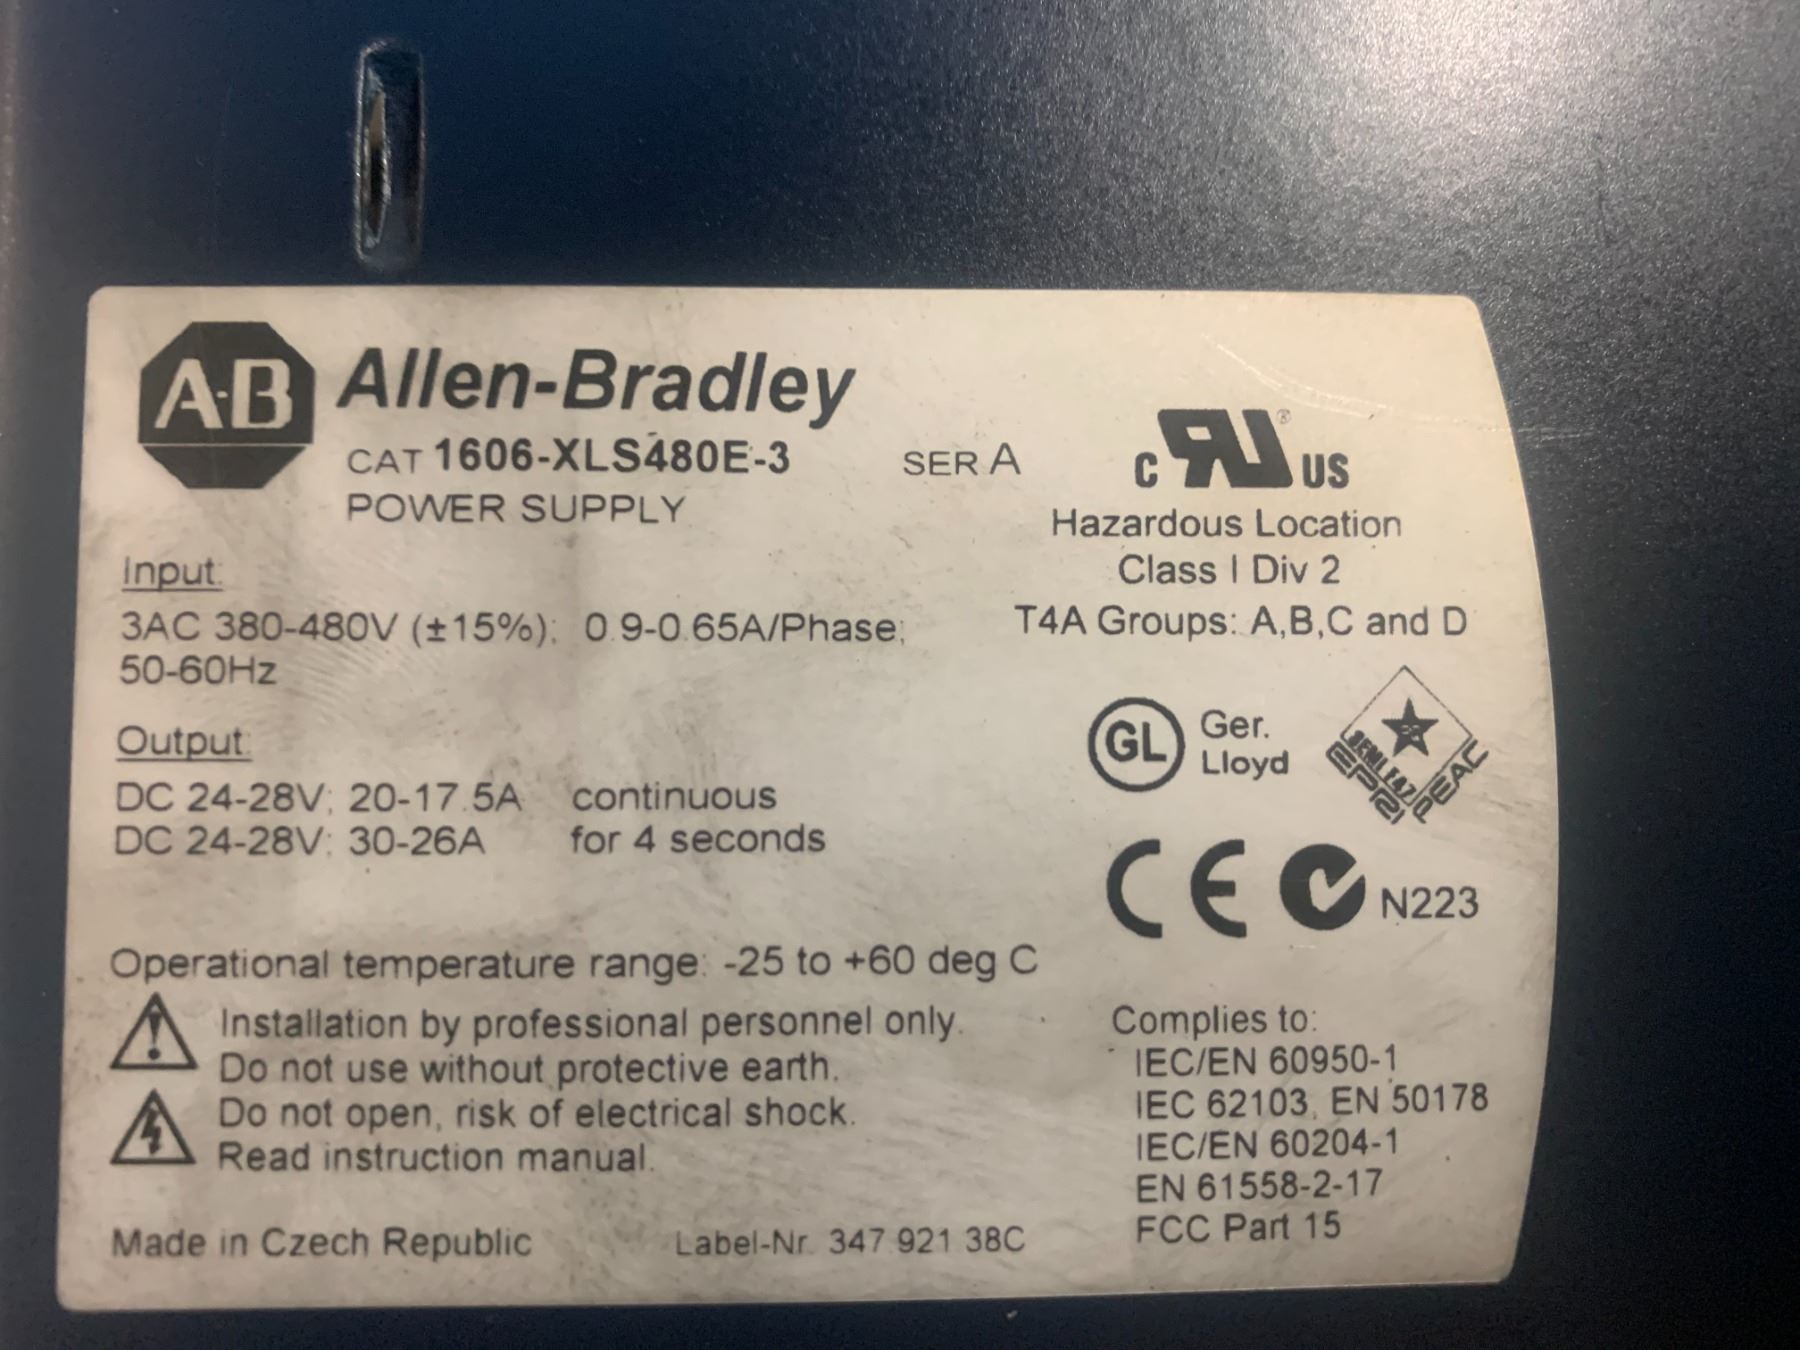 A-B Allen-Bradley
CAT 1606-XLS480E-3 SER A
POWER SUPPLY
Input:
3AC 380-480V (±15%); 0.9-0.65A/Phase;
50-60Hz
Output:
DC 24-28V; 20-17.5A continuous
DC 24-28V; 30-26A for 4 seconds
Operational temperature range: -25 to +60 deg C
Installation by professional personnel only.
Do not use without protective earth.
Do not open, risk of electrical shock.
Read instruction manual.
Made in Czech Republic
Label-Nr. 347.921.38C
C RU ® US
Hazardous Location
Class I Div 2
T4A Groups: A,B,C and D
GL Ger.
Lloyd
SEMI F47
EPRI PEAC
CE N223
Complies to:
IEC/EN 60950-1
IEC 62103, EN 50178
IEC/EN 60204-1
EN 61558-2-17
FCC Part 15